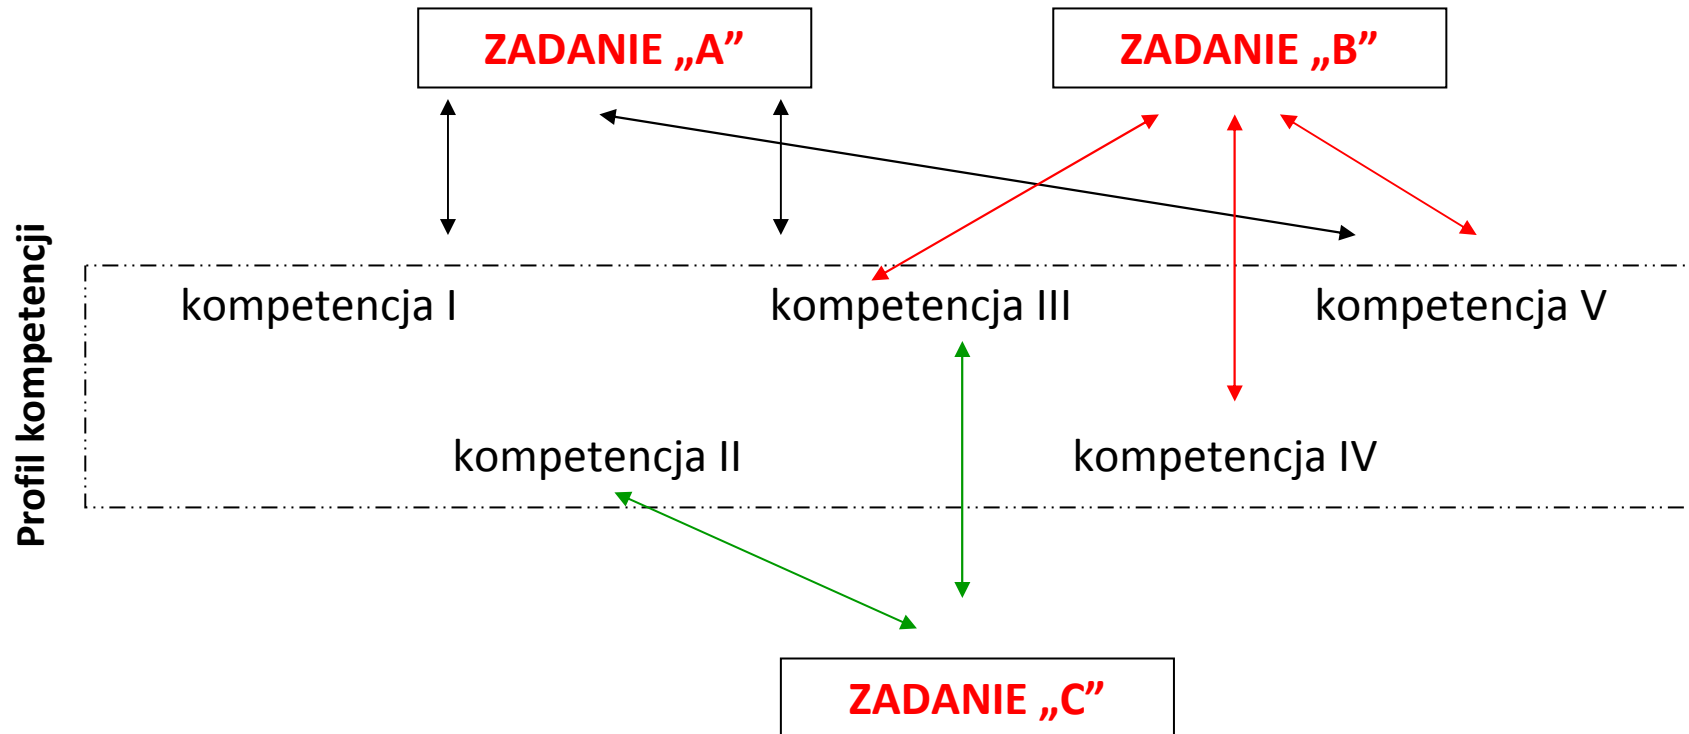 ZADANIE „A”
ZADANIE „B”
Profil kompetencji
kompetencja I
kompetencja III
kompetencja V
kompetencja II
kompetencja IV
ZADANIE „C”